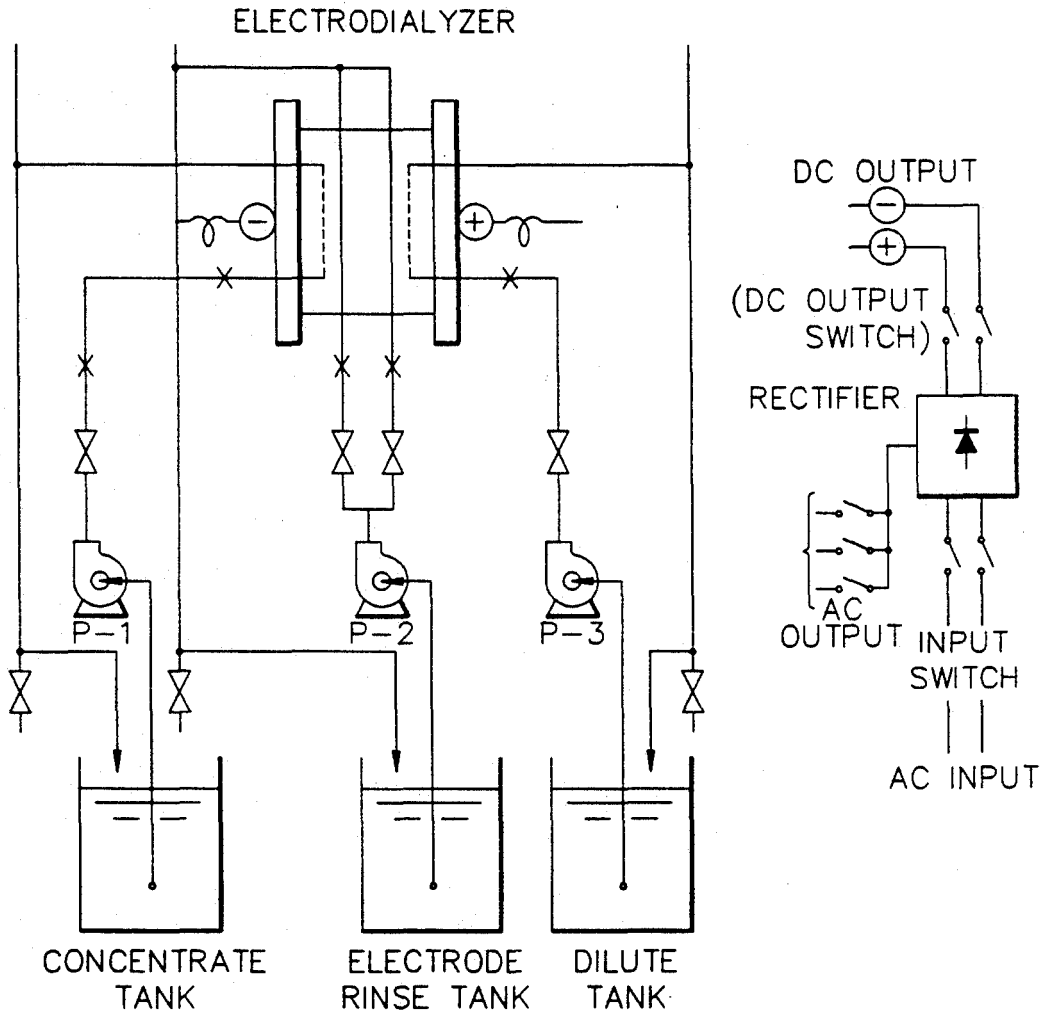 ELECTRODIALYZER
−
+
DC OUTPUT
−
+
(DC OUTPUT
SWITCH)
RECTIFIER
P-1
P-2
P-3
AC
OUTPUT
INPUT
SWITCH
AC INPUT
CONCENTRATE
TANK
ELECTRODE
RINSE TANK
DILUTE
TANK